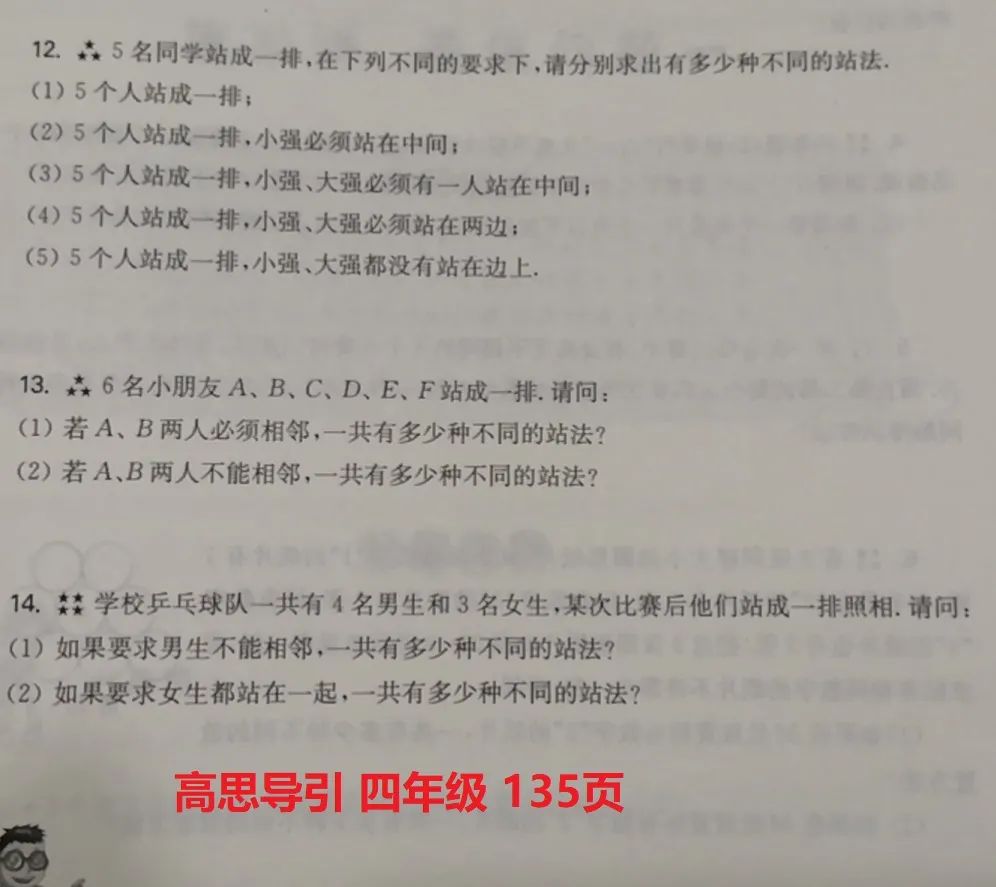 12. 5名同学站成一排,在下列不同的要求下,请分别求出有多少种不同的站法.
(1) 5个人站成一排;
(2) 5个人站成一排,小强必须站在中间;
(3) 5个人站成一排,小强、大强必须有一人站在中间;
(4) 5个人站成一排,小强、大强必须站在两边;
(5) 5个人站成一排,小强、大强都没有站在边上.
13. 6名小朋友A、B、C、D、E、F站成一排.请问:
(1) 若A、B两人必须相邻,一共有多少种不同的站法?
(2) 若A、B两人不能相邻,一共有多少种不同的站法?
14. 学校乒乓球队一共有4名男生和3名女生,某次比赛后他们站成一排照相.请问:
(1) 如果要求男生不能相邻,一共有多少种不同的站法?
(2) 如果要求女生都站在一起,一共有多少种不同的站法?
高思导引 四年级 135页